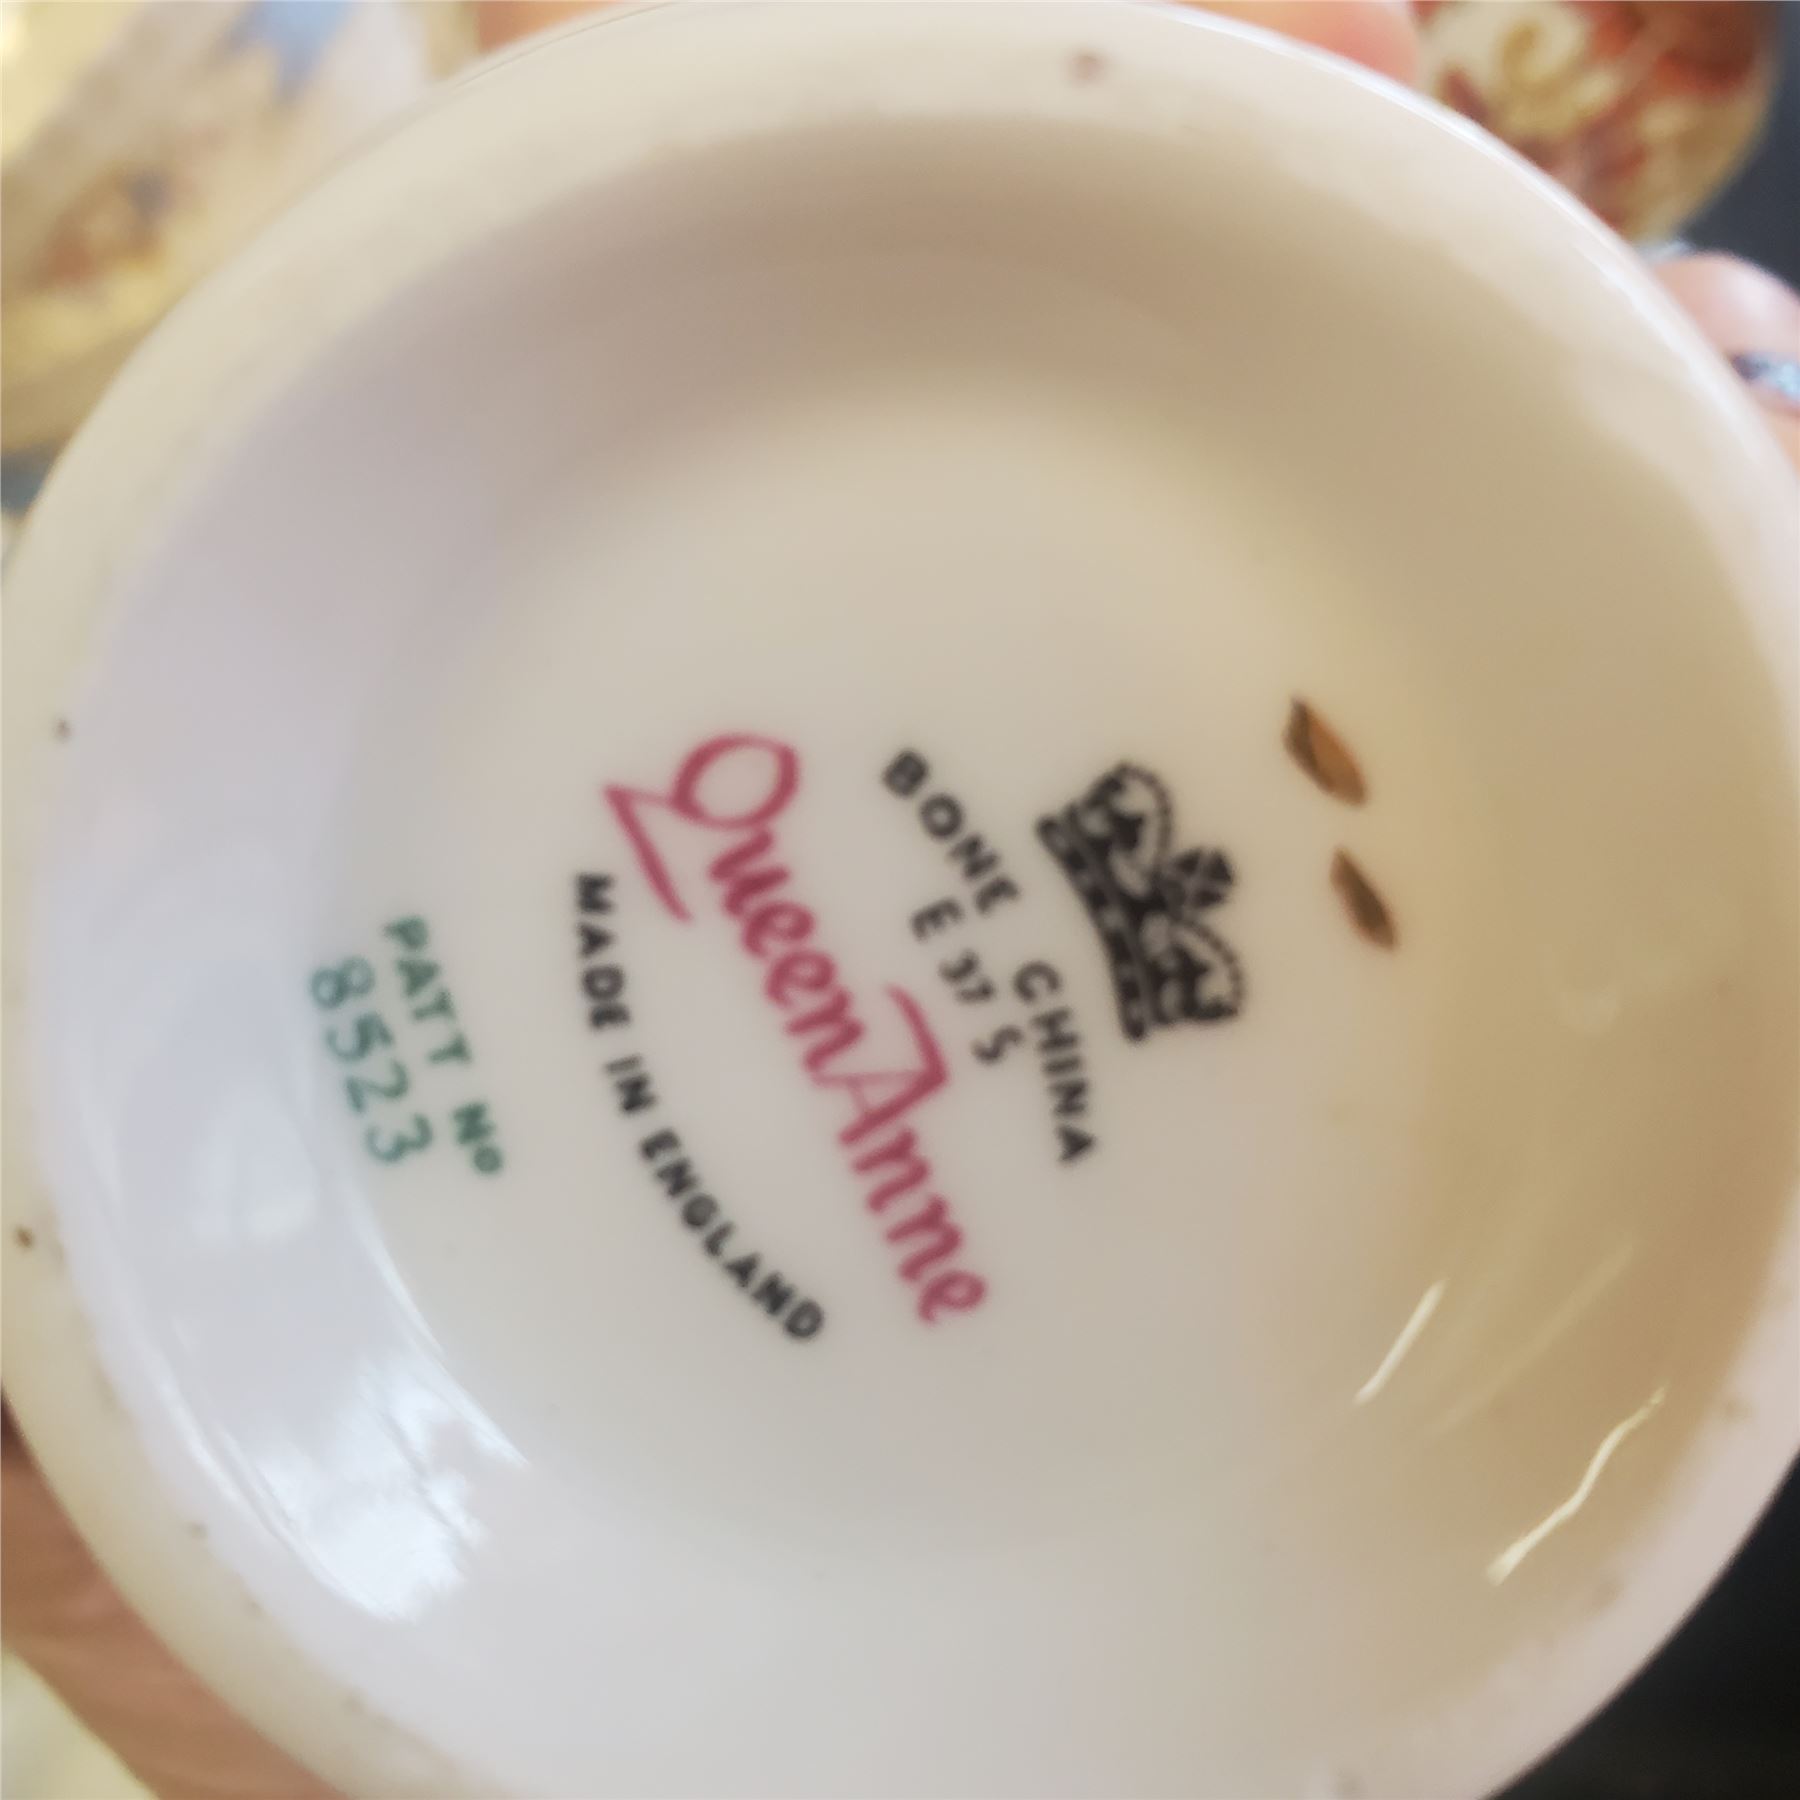 BONE CHINA
E 37 S
Queen Anne
MADE IN ENGLAND
PATT Nº
8523